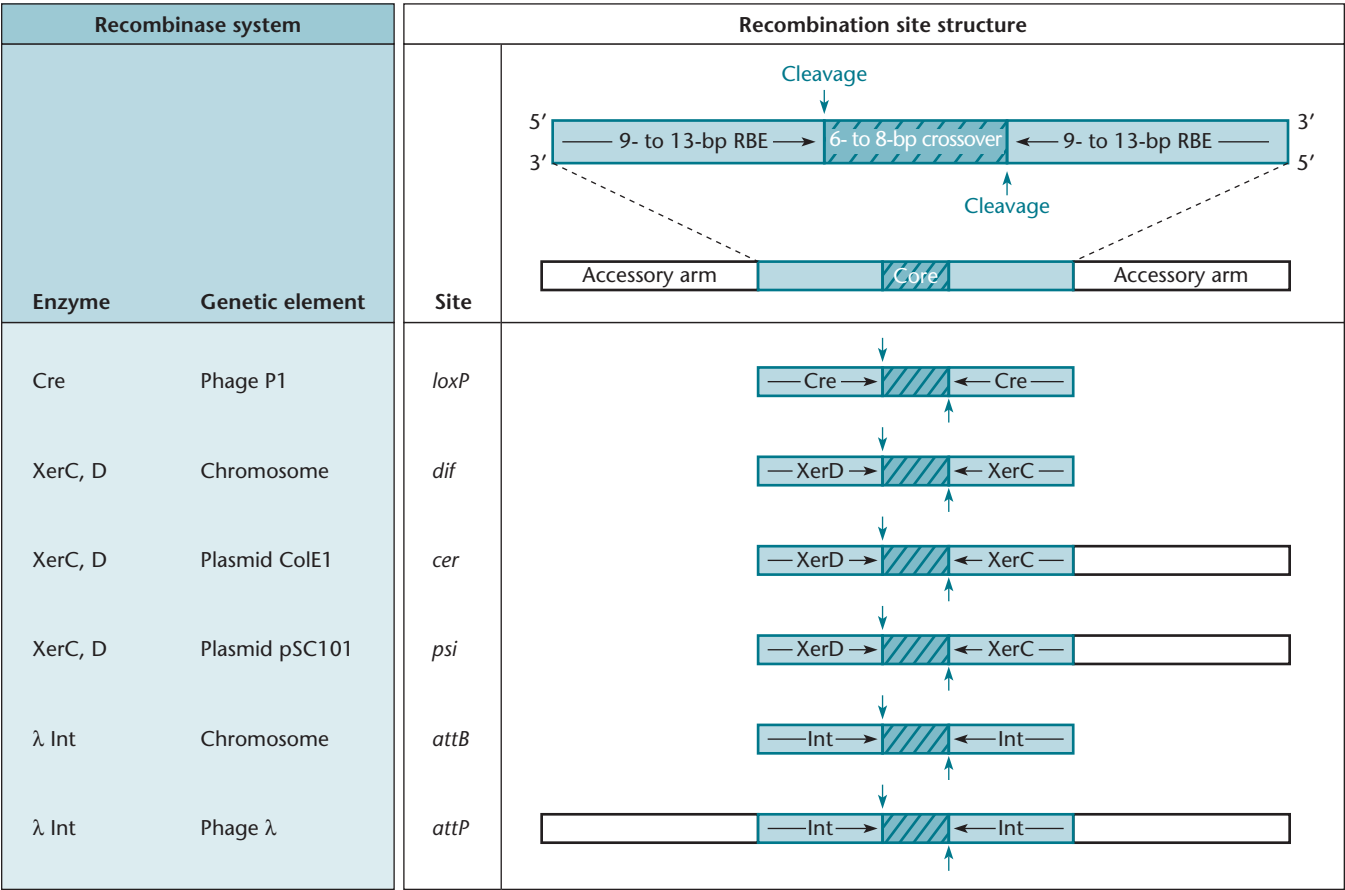 Recombinase system
Recombination site structure
Cleavage
5′ 3′
9- to 13-bp RBE 6- to 8-bp crossover 9- to 13-bp RBE
3′ 5′
Cleavage
Accessory arm Core Accessory arm
Enzyme Genetic element Site
Cre Phage P1 loxP Cre Cre
XerC, D Chromosome dif XerD XerC
XerC, D Plasmid ColE1 cer XerD XerC
XerC, D Plasmid pSC101 psi XerD XerC
λ Int Chromosome attB Int Int
λ Int Phage λ attP Int Int